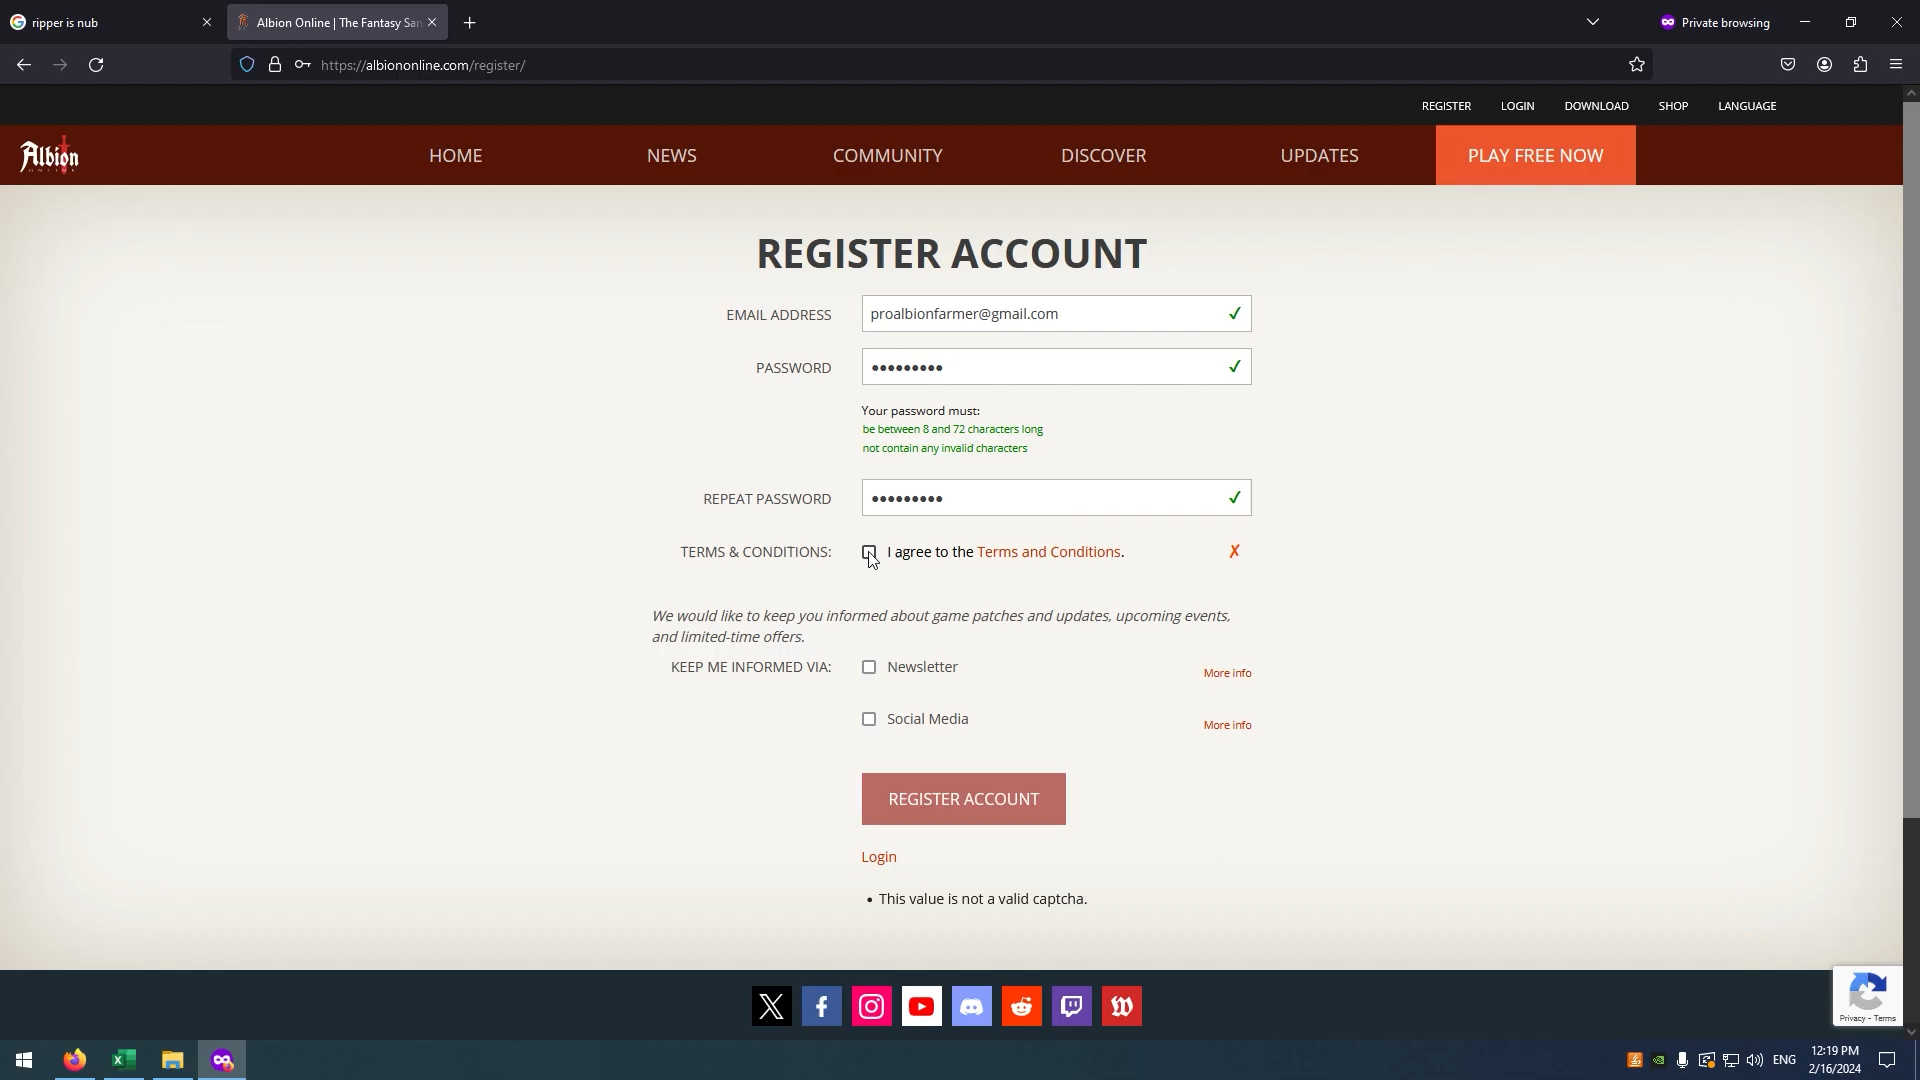 ripper is nub
Albion Online | The Fantasy San
Private browsing
https://albiononline.com/register/
REGISTER LOGIN DOWNLOAD SHOP LANGUAGE
Albion
ONLINE
HOME NEWS COMMUNITY DISCOVER UPDATES PLAY FREE NOW
REGISTER ACCOUNT
EMAIL ADDRESS proalbionfarmer@gmail.com
PASSWORD •••••••••
Your password must:
be between 8 and 72 characters long
not contain any invalid characters
REPEAT PASSWORD •••••••••
TERMS & CONDITIONS: I agree to the Terms and Conditions.
We would like to keep you informed about game patches and updates, upcoming events,
and limited-time offers.
KEEP ME INFORMED VIA: Newsletter More info
Social Media More info
REGISTER ACCOUNT
Login
• This value is not a valid captcha.
Privacy - Terms
ENG 12:19 PM
2/16/2024